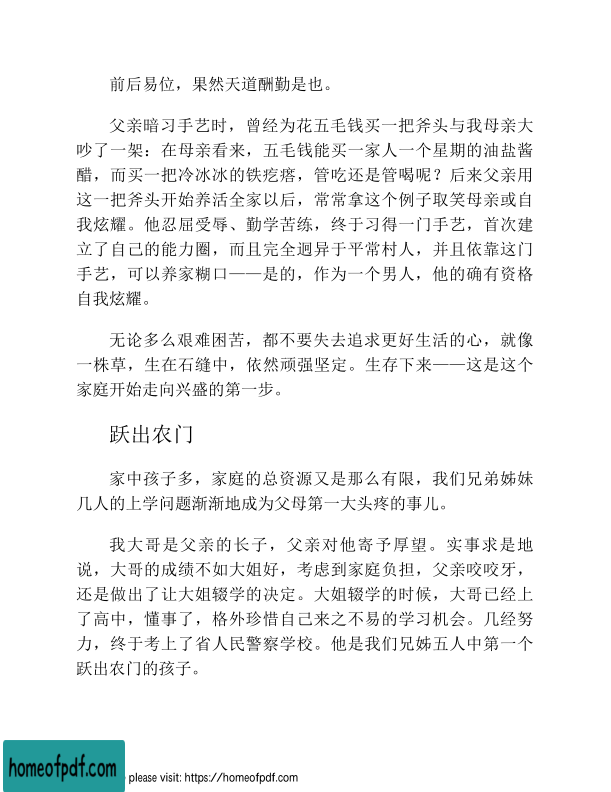 前后易位，果然天道酬勤是也。
父亲暗习手艺时，曾经为花五毛钱买一把斧头与我母亲大
吵了一架：在母亲看来，五毛钱能买一家人一个星期的油盐酱
醋，而买一把冷冰冰的铁疙瘩，管吃还是管喝呢？后来父亲用
这一把斧头开始养活全家以后，常常拿这个例子取笑母亲或自
我炫耀。他忍屈受辱、勤学苦练，终于习得一门手艺，首次建
立了自己的能力圈，而且完全迥异于平常村人，并且依靠这门
手艺，可以养家糊口——是的，作为一个男人，他的确有资格
自我炫耀。
无论多么艰难困苦，都不要失去追求更好生活的心，就像
一株草，生在石缝中，依然顽强坚定。生存下来——这是这个
家庭开始走向兴盛的第一步。
跃出农门
家中孩子多，家庭的总资源又是那么有限，我们兄弟姊妹
几人的上学问题渐渐地成为父母第一大头疼的事儿。
我大哥是父亲的长子，父亲对他寄予厚望。实事求是地
说，大哥的成绩不如大姐好，考虑到家庭负担，父亲咬咬牙，
还是做出了让大姐辍学的决定。大姐辍学的时候，大哥已经上
了高中，懂事了，格外珍惜自己来之不易的学习机会。几经努
力，终于考上了省人民警察学校。他是我们兄姊五人中第一个
跃出农门的孩子。
homeofpdf.com
please visit: https://homeofpdf.com